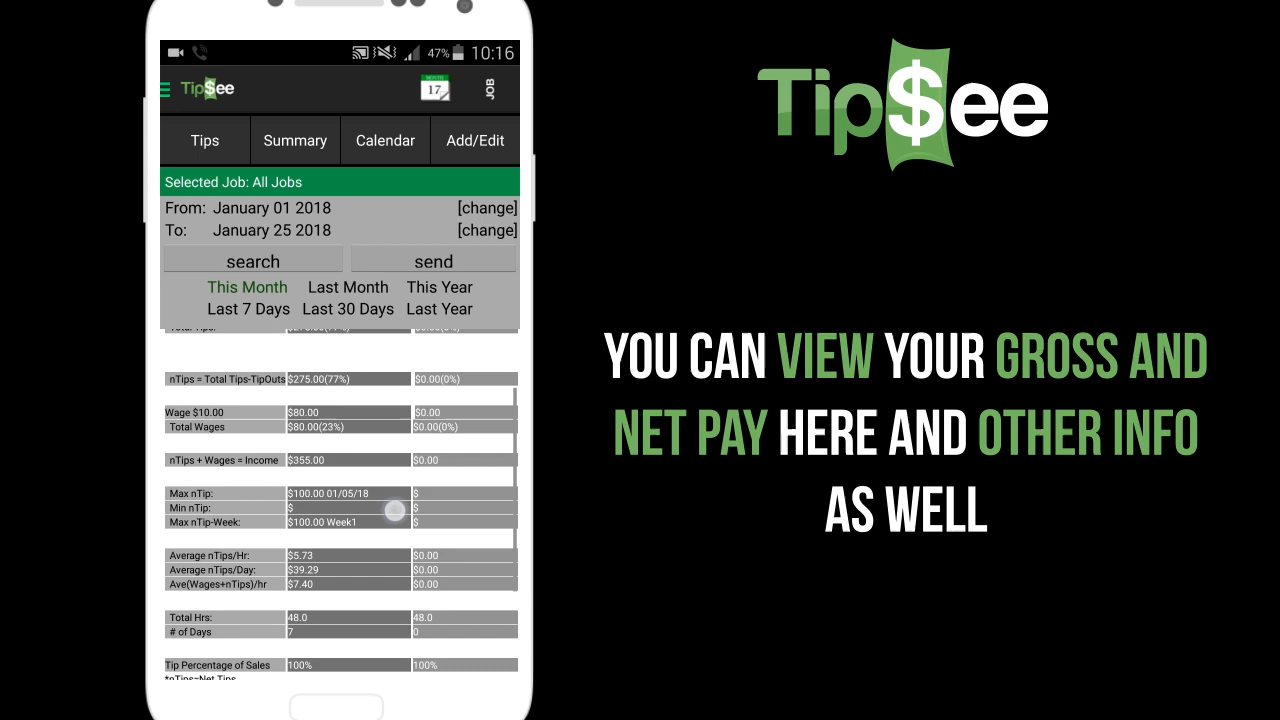 47% 10:16
Tip$ee
17
JOB
Tips Summary Calendar Add/Edit
Selected Job: All Jobs
From: January 01 2018 [change]
To: January 25 2018 [change]
search send
This Month Last Month This Year
Last 7 Days Last 30 Days Last Year
nTips = Total Tips-TipOuts $275.00(77%) $0.00(0%)
Wage $10.00 $80.00 $0.00
Total Wages $80.00(23%) $0.00(0%)
nTips + Wages = Income $355.00 $0.00
Max nTip: $100.00 01/05/18 $
Min nTip: $ $
Max nTip-Week: $100.00 Week1 $
Average nTips/Hr: $5.73 $0.00
Average nTips/Day: $39.29 $0.00
Ave(Wages+nTips)/hr $7.40 $0.00
Total Hrs: 48.0 48.0
# of Days 7 0
Tip Percentage of Sales 100% 100%
*nTips=Net Tips
Tip$ee
YOU CAN VIEW YOUR GROSS AND
NET PAY HERE AND OTHER INFO
AS WELL